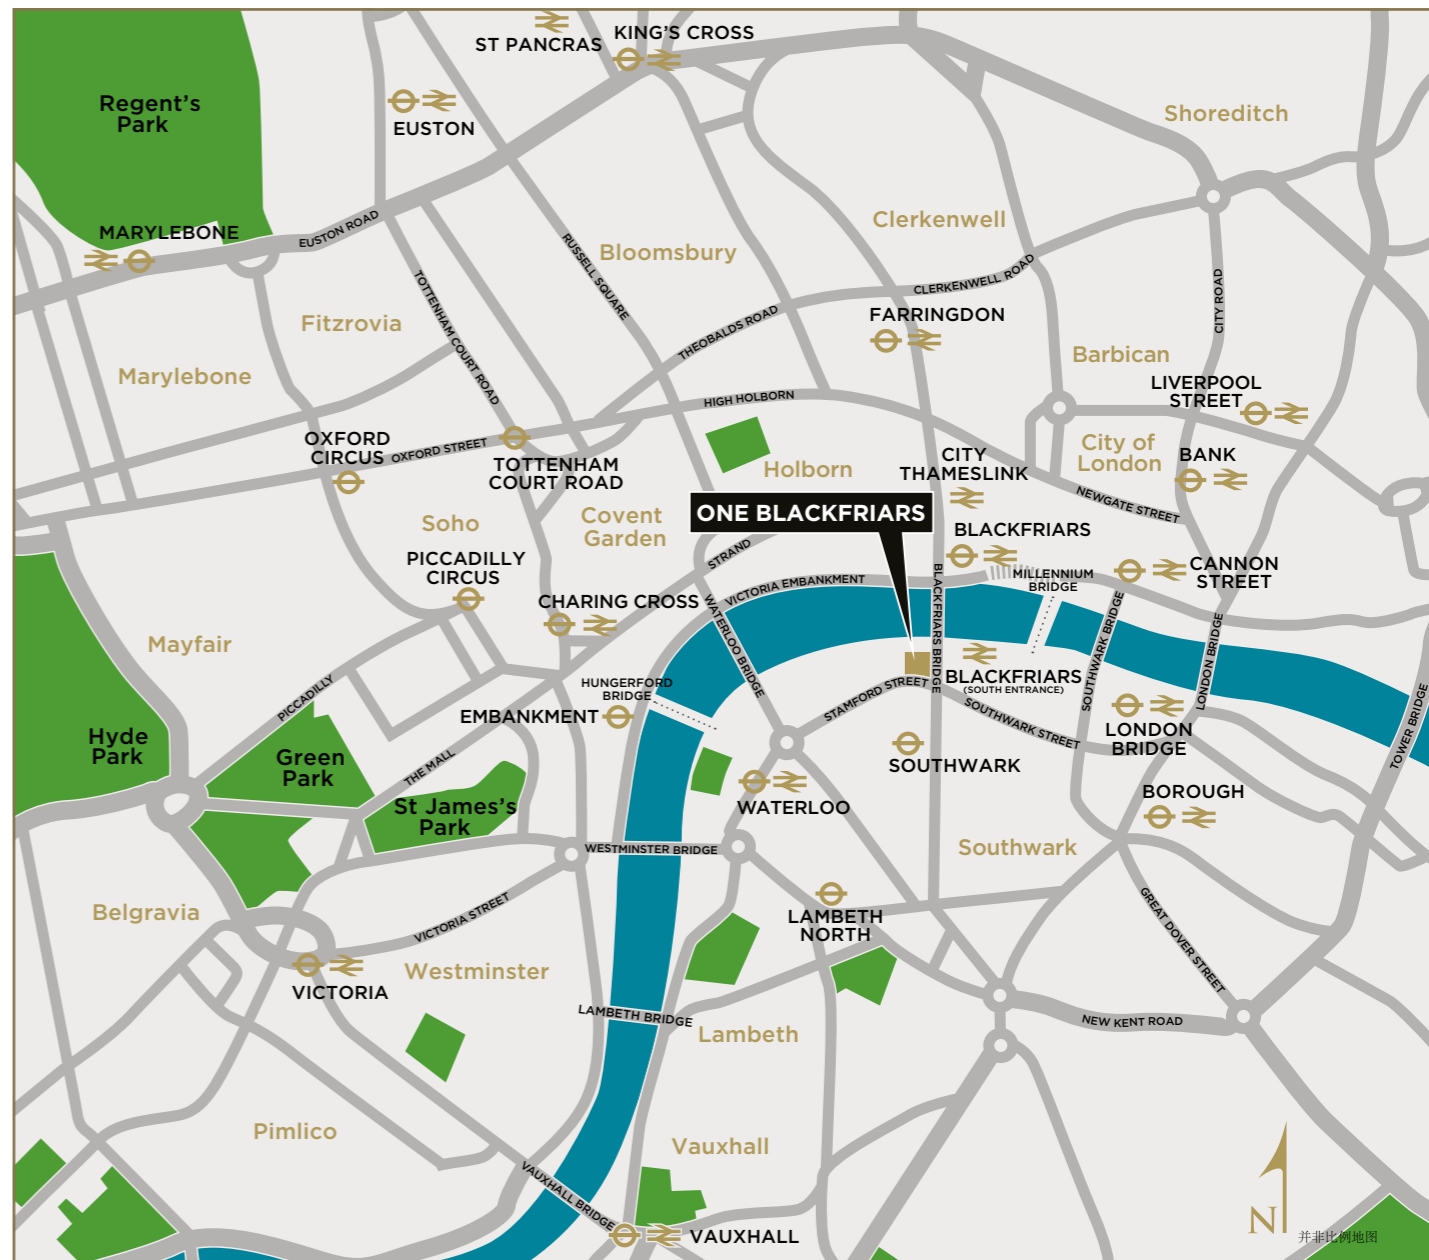 ST PANCRAS
KING'S CROSS
Regent's
Park
EUSTON
Shoreditch
MARYLEBONE
EUSTON ROAD
RUSSELL SQUARE
Bloomsbury
Clerkenwell
TOTTENHAM COURT ROAD
CLERKENWELL ROAD
CITY ROAD
Fitzrovia
THEOBALDS ROAD
FARRINGDON
Marylebone
Barbican
LIVERPOOL
STREET
HIGH HOLBORN
OXFORD
CIRCUS
OXFORD STREET
TOTTENHAM
COURT ROAD
Holborn
CITY
THAMESLINK
City of
London
BANK
NEWGATE STREET
Soho
Covent
Garden
ONE BLACKFRIARS
BLACKFRIARS
PICCADILLY
CIRCUS
STRAND
VICTORIA EMBANKMENT
BLACKFRIARS BRIDGE
MILLENNIUM
BRIDGE
CANNON
STREET
CHARING CROSS
WATERLOO BRIDGE
SOUTHWARK BRIDGE
LONDON BRIDGE
Mayfair
PICCADILLY
HUNGERFORD
BRIDGE
EMBANKMENT
STAMFORD STREET
BLACKFRIARS
(SOUTH ENTRANCE)
SOUTHWARK STREET
LONDON
BRIDGE
TOWER BRIDGE
Hyde
Park
Green
Park
THE MALL
SOUTHWARK
St James's
Park
WATERLOO
BOROUGH
WESTMINSTER BRIDGE
Southwark
Belgravia
VICTORIA STREET
LAMBETH
NORTH
GREAT DOVER STREET
Westminster
VICTORIA
LAMBETH BRIDGE
Lambeth
NEW KENT ROAD
Pimlico
Vauxhall
VAUXHALL BRIDGE
VAUXHALL
N
并非比例地图